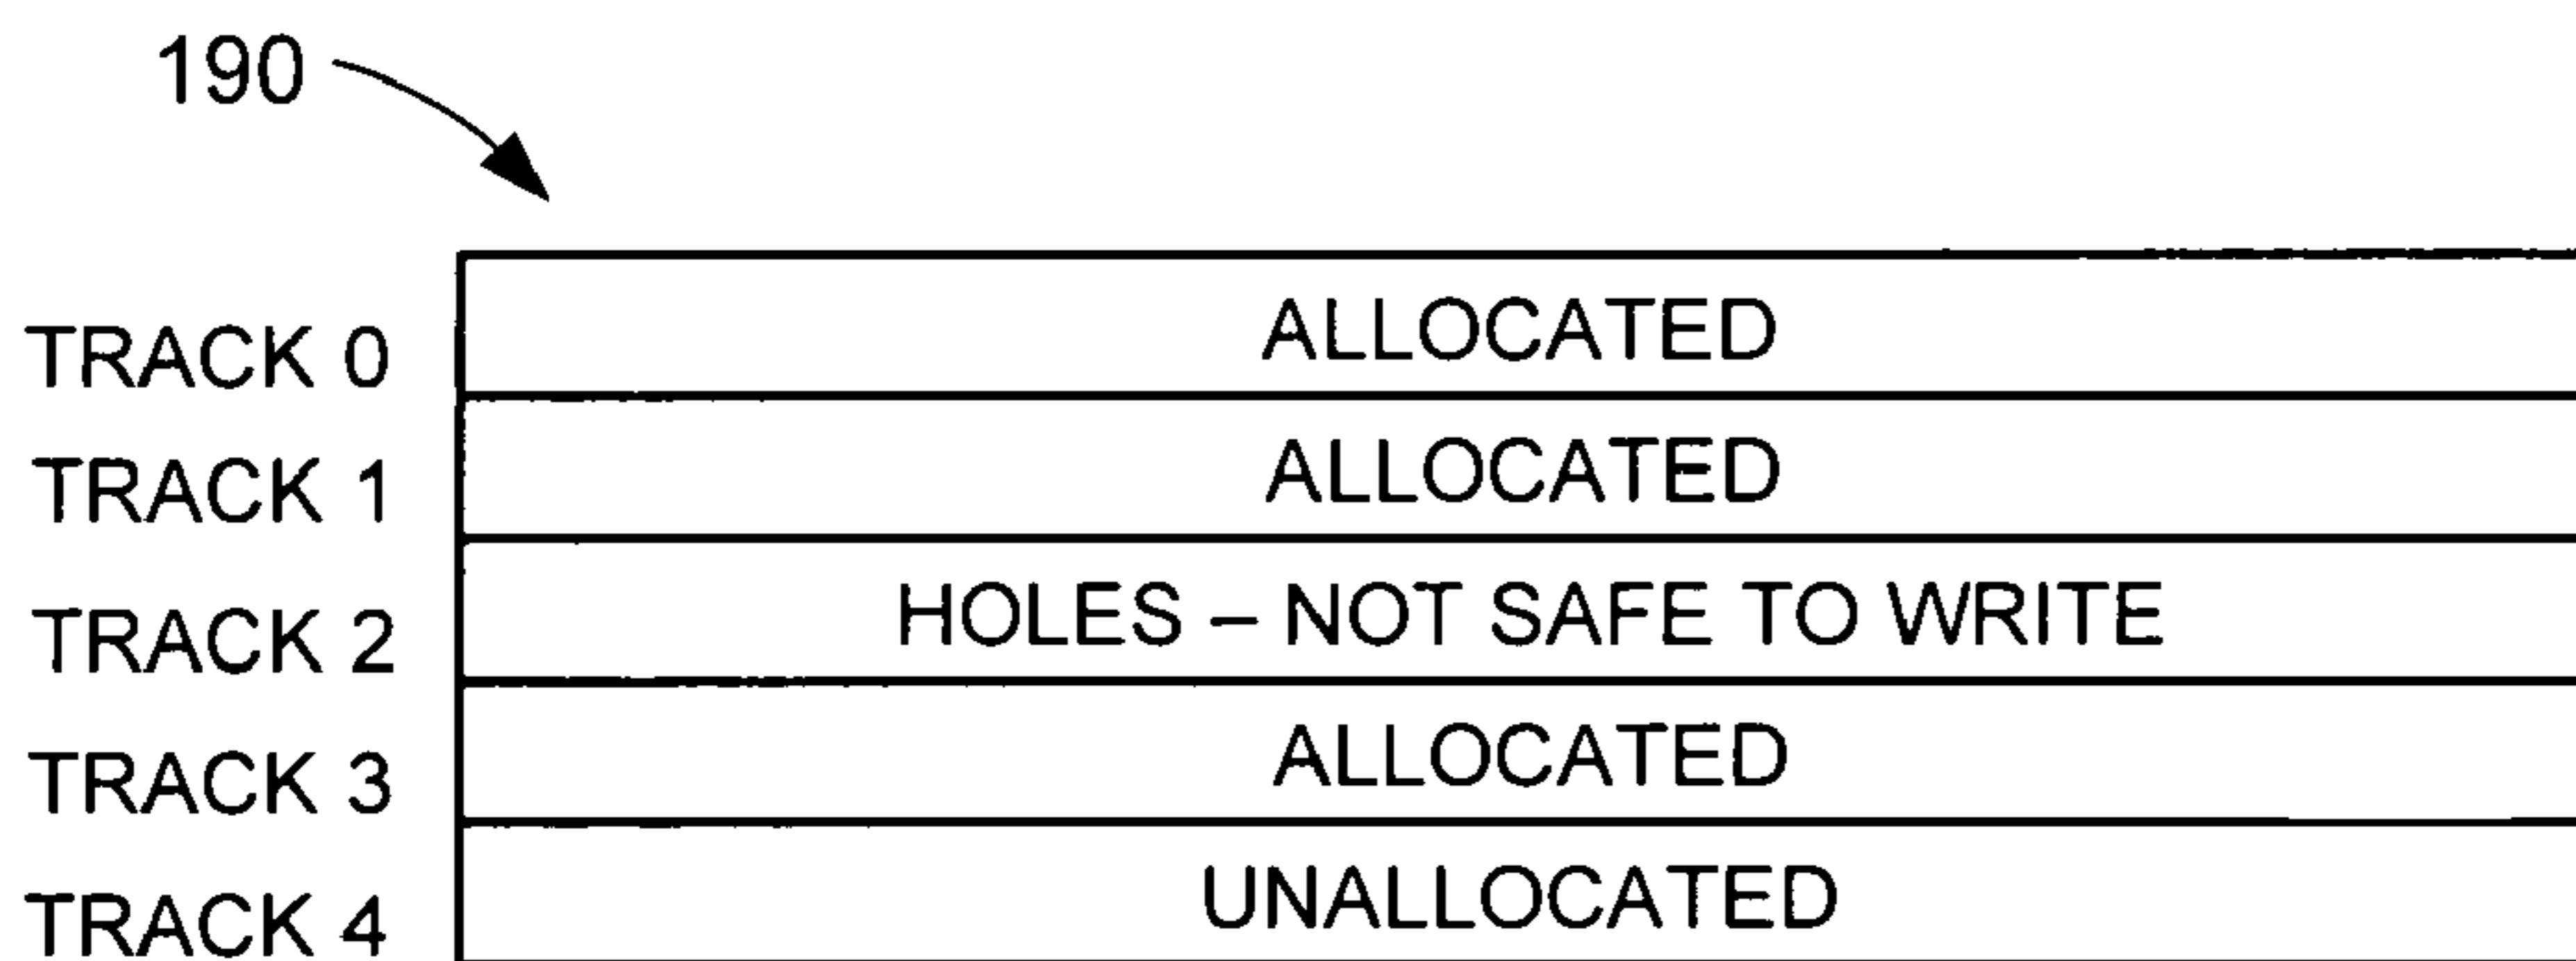 190
TRACK 0 ALLOCATED
TRACK 1 ALLOCATED
TRACK 2 HOLES – NOT SAFE TO WRITE
TRACK 3 ALLOCATED
TRACK 4 UNALLOCATED